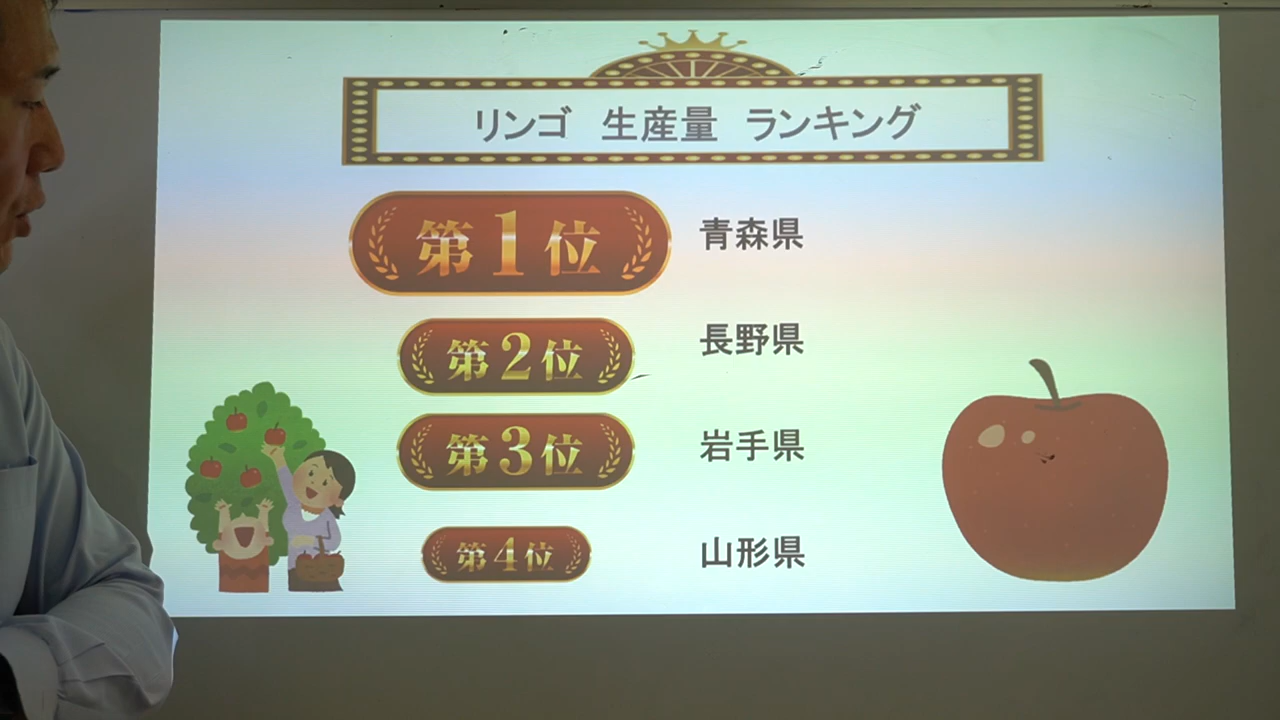 リンゴ 生産量 ランキング
第1位 青森県
第2位 長野県
第3位 岩手県
第4位 山形県